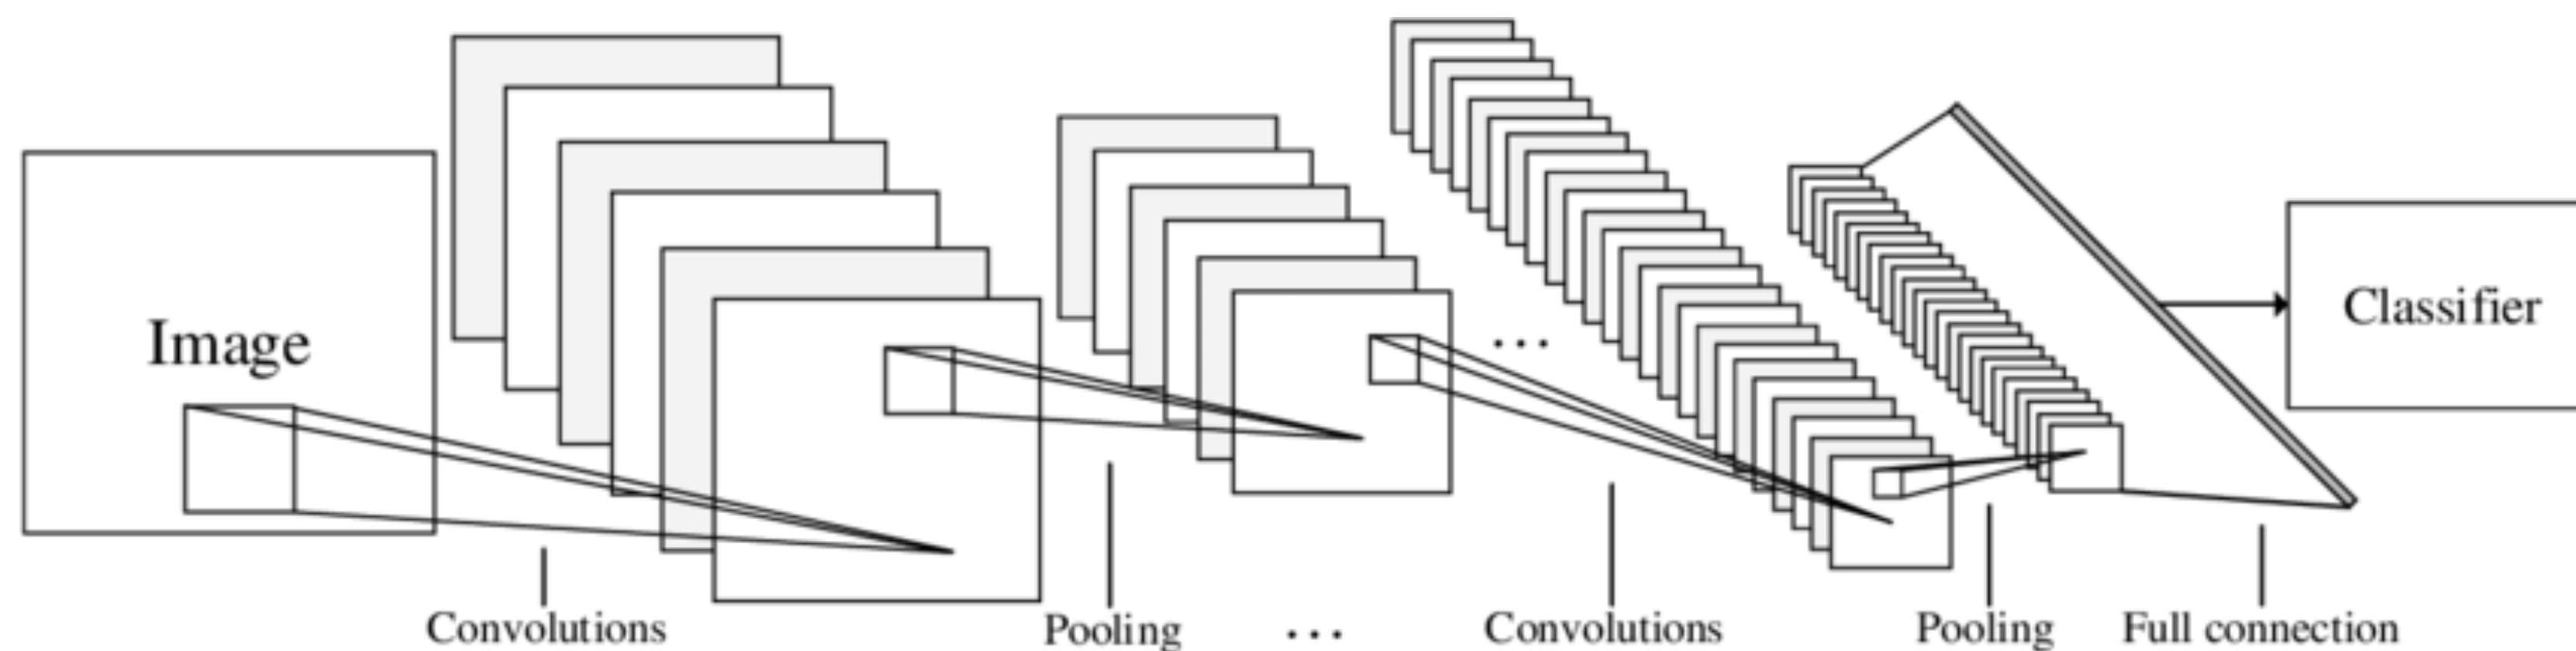 Image
...
Classifier
Convolutions
Pooling
...
Convolutions
Pooling
Full connection